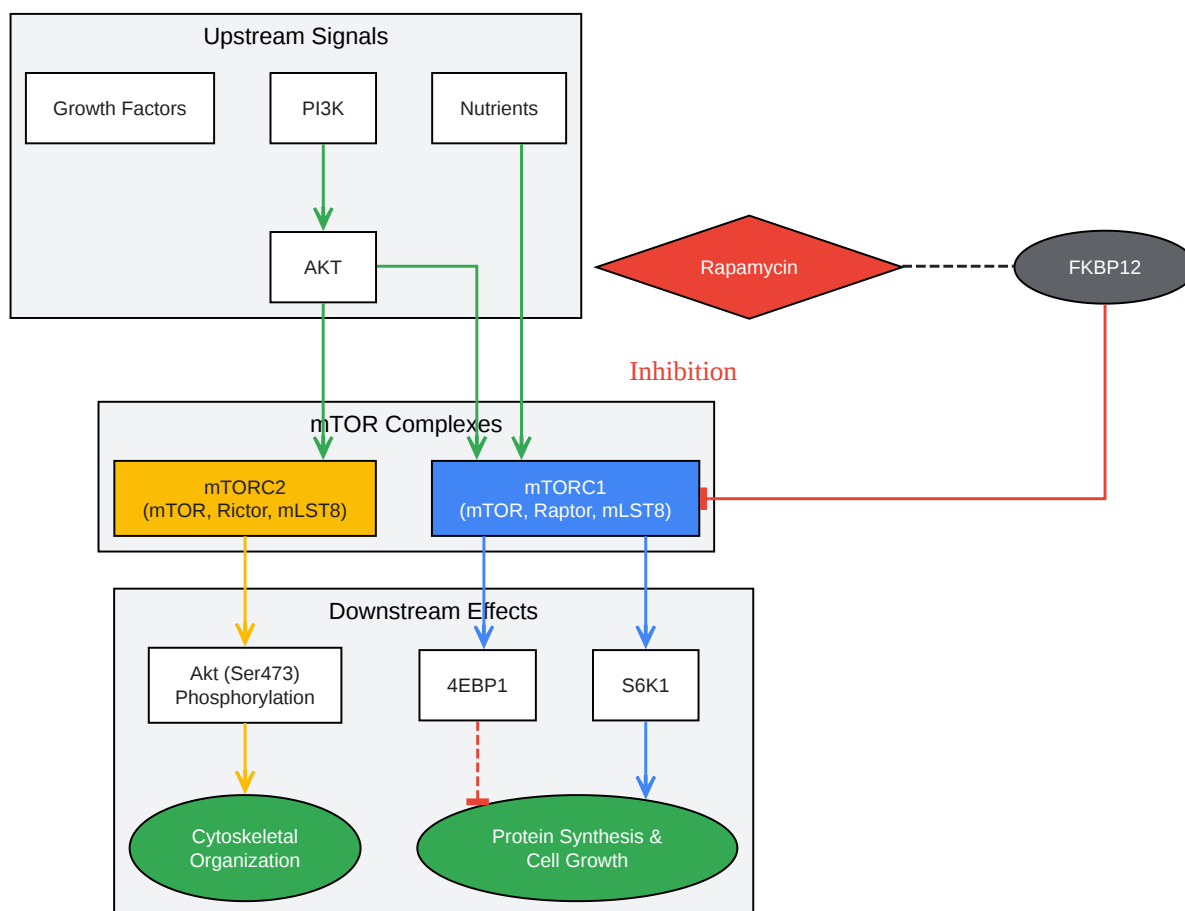 Upstream Signals
Growth Factors
PI3K
Nutrients
AKT
Rapamycin
FKBP12
Inhibition
mTOR Complexes
mTORC2
(mTOR, Rictor, mLST8)
mTORC1
(mTOR, Raptor, mLST8)
Downstream Effects
Akt (Ser473)
Phosphorylation
4EBP1
S6K1
Cytoskeletal
Organization
Protein Synthesis &
Cell Growth